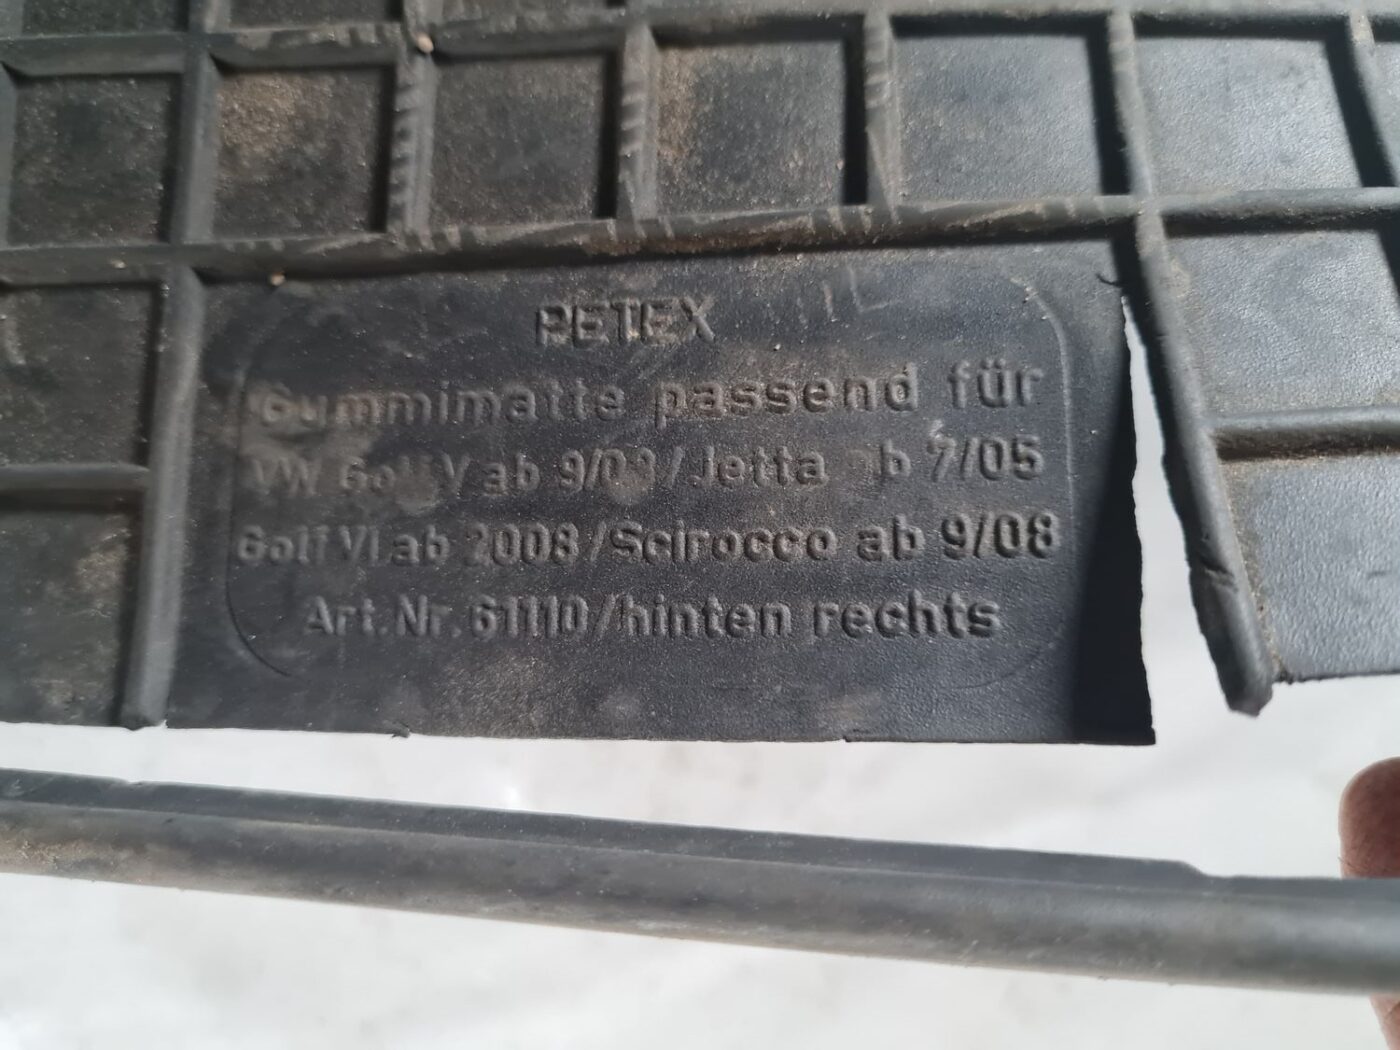 PETEX
Gummimatte passend für
VW Golf V ab 9/03/Jetta ab 7/05
Golf VI ab 2008/Scirocco ab 9/08
Art.Nr. 61110/hinten rechts